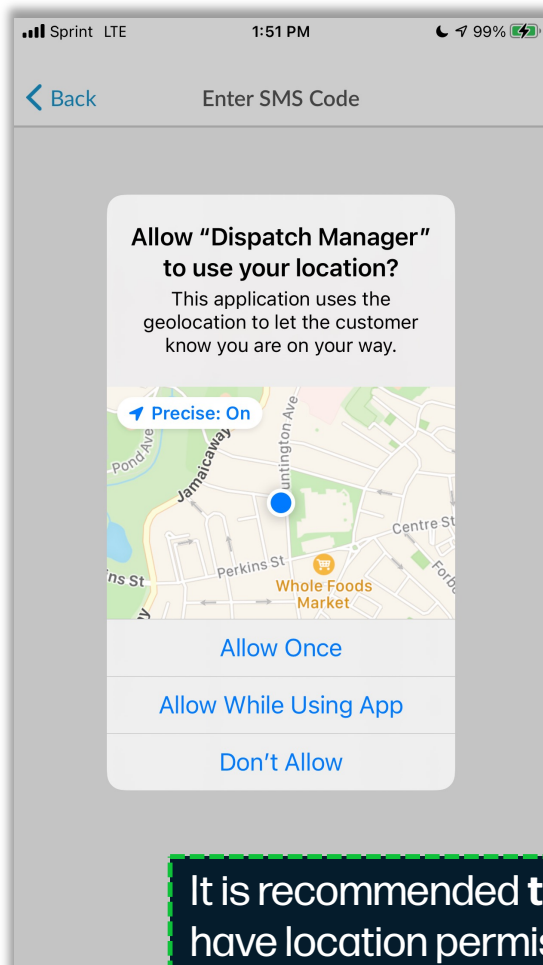 Sprint LTE 1:51 PM 99%
Back Enter SMS Code
Allow “Dispatch Manager”
to use your location?
This application uses the
geolocation to let the customer
know you are on your way.
Precise: On
Pond Ave
Jamaicaway
untington Ave
Centre St
Perkins St
ins St
Whole Foods
Market
Forb
Allow Once
Allow While Using App
Don’t Allow
It is recommended t
have location permis